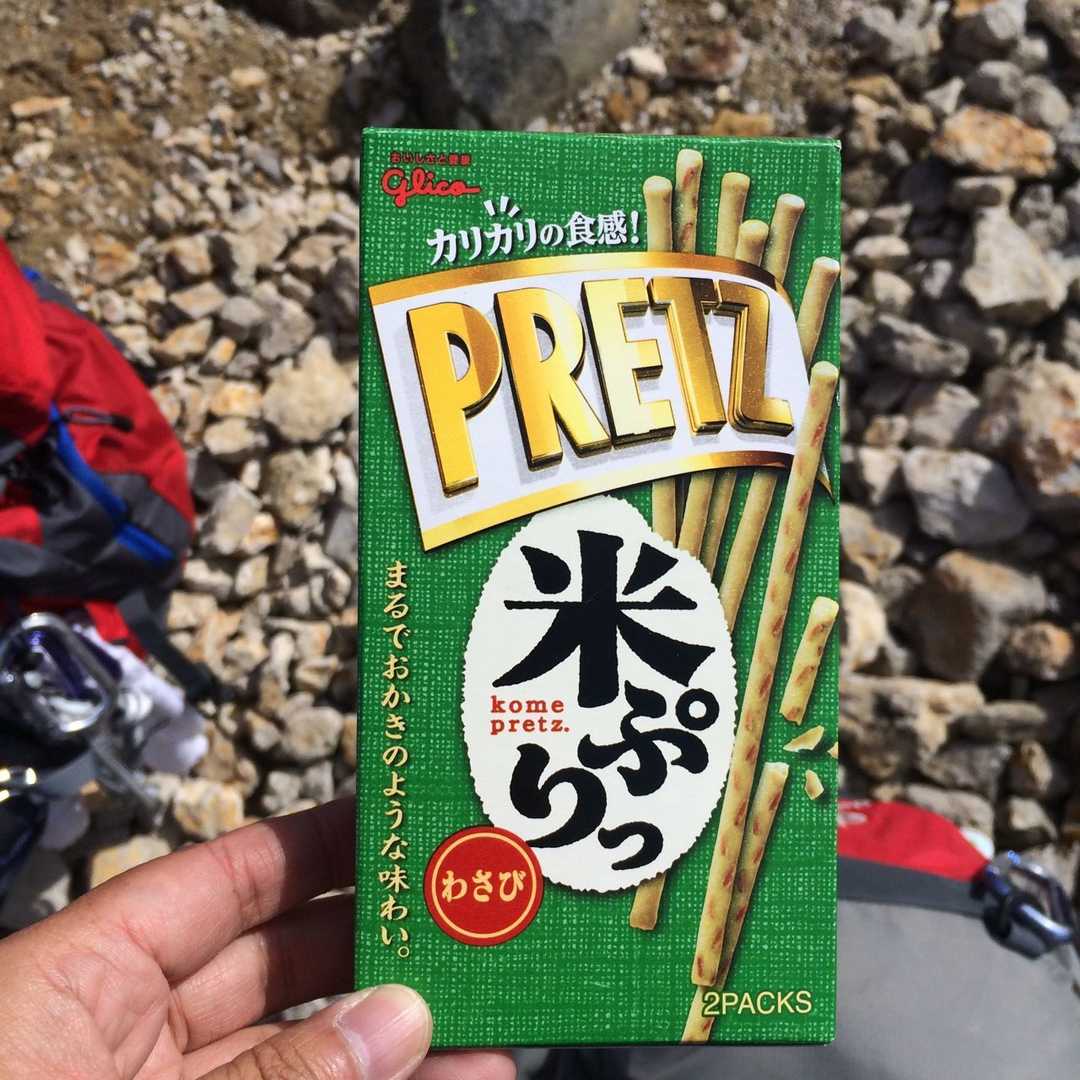 おいしさと健康
glico
カリカリの食感!
PRETZ
米ぷりっ
kome
pretz.
まるでおかきのような味わい。
わさび
2PACKS